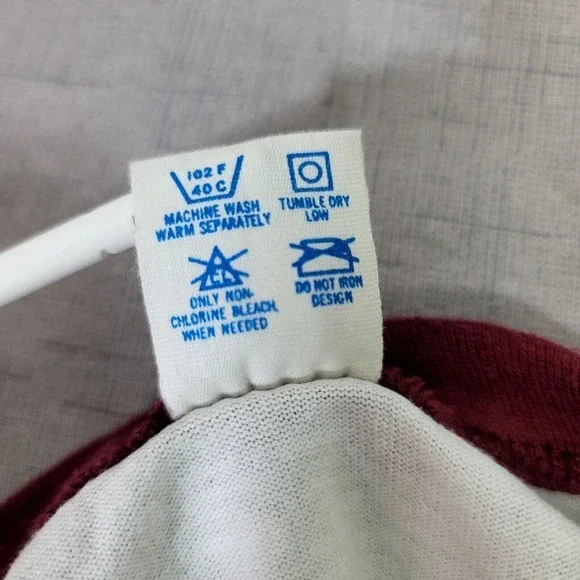 102 F
40 C
MACHINE WASH
WARM SEPARATELY
TUMBLE DRY
LOW
CL
ONLY NON-
CHLORINE BLEACH,
WHEN NEEDED
DO NOT IRON
DESIGN